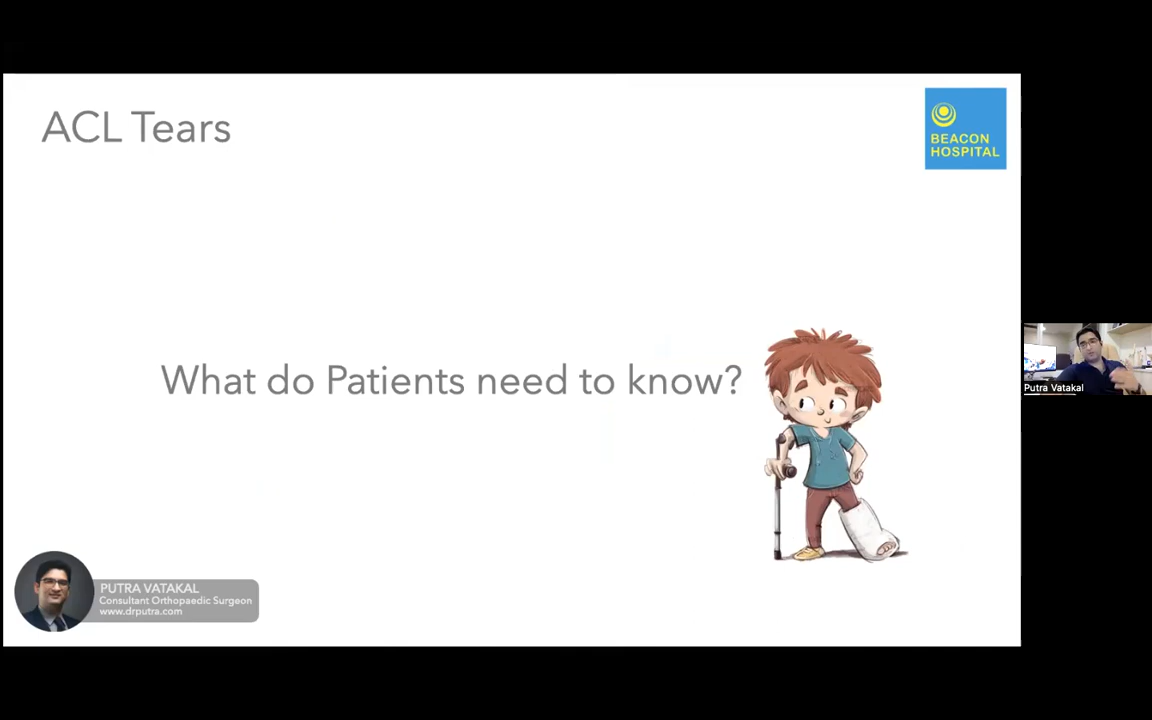 ACL Tears
BEACON
HOSPITAL
What do Patients need to know?
Putra Vatakal
PUTRA VATAKAL
Consultant Orthopaedic Surgeon
www.drputra.com